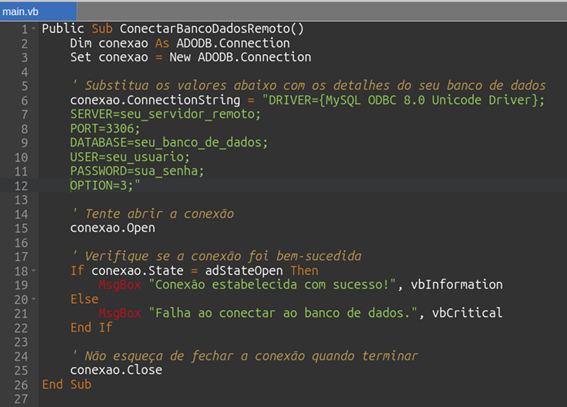 main.vb
1 Public Sub ConectarBancoDadosRemoto()
2 Dim conexao As ADODB.Connection
3 Set conexao = New ADODB.Connection
4
5 ' Substitua os valores abaixo com os detalhes do seu banco de dados
6 conexao.ConnectionString = "DRIVER={MySQL ODBC 8.0 Unicode Driver};
7 SERVER=seu_servidor_remoto;
8 PORT=3306;
9 DATABASE=seu_banco_de_dados;
10 USER=seu_usuario;
11 PASSWORD=sua_senha;
12 OPTION=3;"
13
14 ' Tente abrir a conexão
15 conexao.Open
16
17 ' Verifique se a conexão foi bem-sucedida
18 If conexao.State = adStateOpen Then
19 MsgBox "Conexão estabelecida com sucesso!", vbInformation
20 Else
21 MsgBox "Falha ao conectar ao banco de dados.", vbCritical
22 End If
23
24 ' Não esqueça de fechar a conexão quando terminar
25 conexao.Close
26 End Sub
27